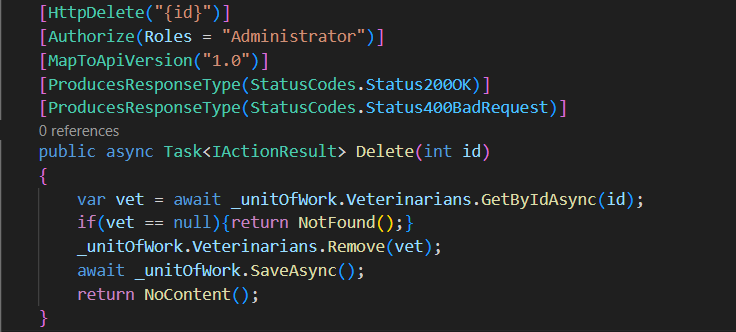 [HttpDelete("{id}")]
[Authorize(Roles = "Administrator")]
[MapToApiVersion("1.0")]
[ProducesResponseType(StatusCodes.Status200OK)]
[ProducesResponseType(StatusCodes.Status400BadRequest)]
0 references
public async Task<IActionResult> Delete(int id)
{
    var vet = await _unitOfWork.Veterinarians.GetByIdAsync(id);
    if(vet == null){return NotFound();}
    _unitOfWork.Veterinarians.Remove(vet);
    await _unitOfWork.SaveAsync();
    return NoContent();
}